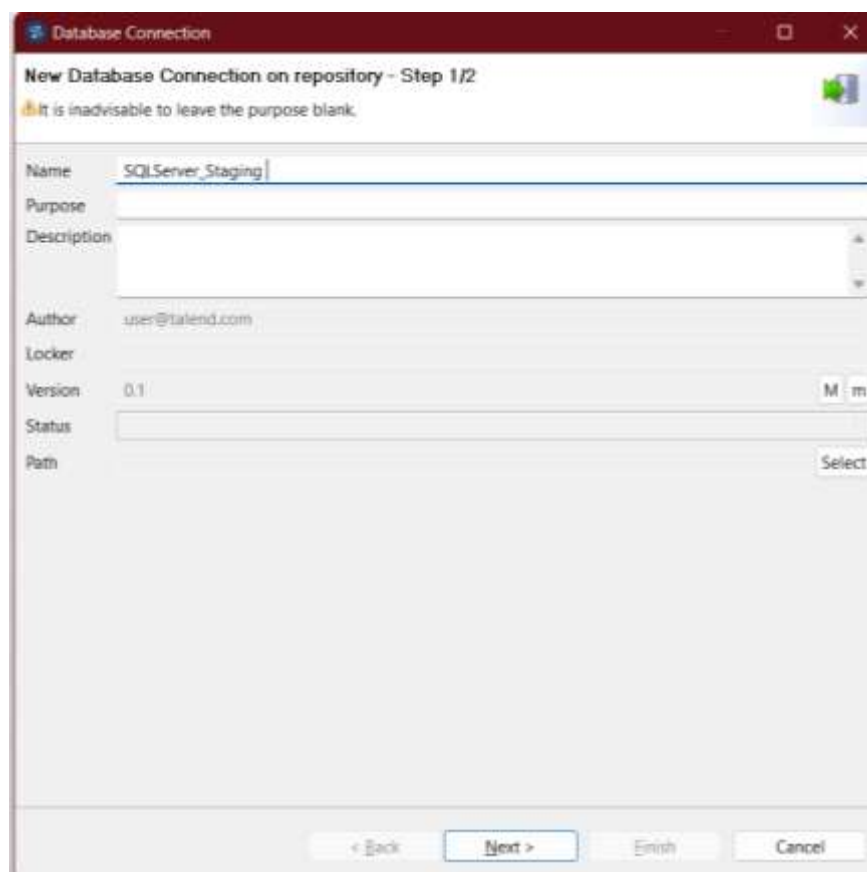 Database Connection
New Database Connection on repository - Step 1/2
It is inadvisable to leave the purpose blank.
Name SQLServer_Staging
Purpose
Description
Author user@talend.com
Locker
Version 0.1 M m
Status
Path Select
< Back Next > Finish Cancel